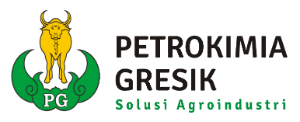 PG
PETROKIMIA
GRESIK
Solusi Agroindustri